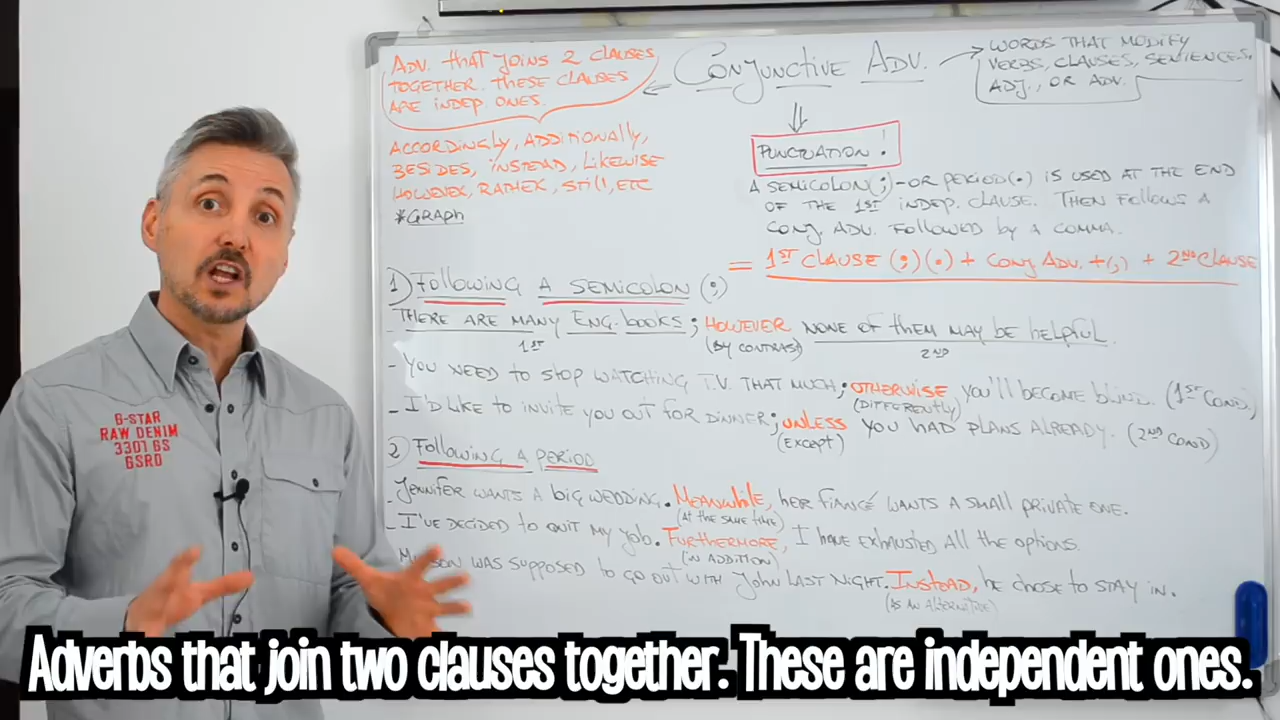 ADV. THAT JOINS 2 CLAUSES
TOGETHER. THESE CLAUSES
ARE INDEP ONES.
CONJUNCTIVE ADV.
WORDS THAT MODIFY
VERBS, CLAUSES, SENTENCES,
ADJ., OR ADV.
ACCORDINGLY, ADDITIONALLY,
BESIDES, INSTEAD, LIKEWISE
HOWEVER, RATHER, STILL, ETC
*GRAPH
PUNCTUATION !
A SEMICOLON(;)-OR PERIOD(.) IS USED AT THE END
OF THE 1ST INDEP. CLAUSE. THEN FOLLOWS A
CONJ. ADV. FOLLOWED BY A COMMA.
= 1ST CLAUSE (;)(.) + CONJ ADV. +(,) + 2ND CLAUSE
1) FOLLOWING A SEMICOLON (;)
THERE ARE MANY ENG. BOOKS; HOWEVER NONE OF THEM MAY BE HELPFUL.
1ST (BY CONTRAST) 2ND
- YOU NEED TO STOP WATCHING T.V. THAT MUCH; OTHERWISE YOU'LL BECOME BLIND. (1ST COND.)
(DIFFERENTLY)
- I'D LIKE TO INVITE YOU OUT FOR DINNER; UNLESS YOU HAD PLANS ALREADY. (2ND COND)
(EXCEPT)
2) FOLLOWING A PERIOD
- JENNIFER WANTS A BIG WEDDING. MEANWHILE, HER FIANCÉ WANTS A SMALL PRIVATE ONE.
(AT THE SAME TIME)
- I'VE DECIDED TO QUIT MY JOB. FURTHERMORE, I HAVE EXHAUSTED ALL THE OPTIONS.
(IN ADDITION)
SON WAS SUPPOSED TO GO OUT WITH JOHN LAST NIGHT. INSTEAD, HE CHOSE TO STAY IN.
(AS AN ALTERNATIVE)
G-STAR
RAW DENIM
3301 GS
GSRD
Adverbs that join two clauses together. These are independent ones.